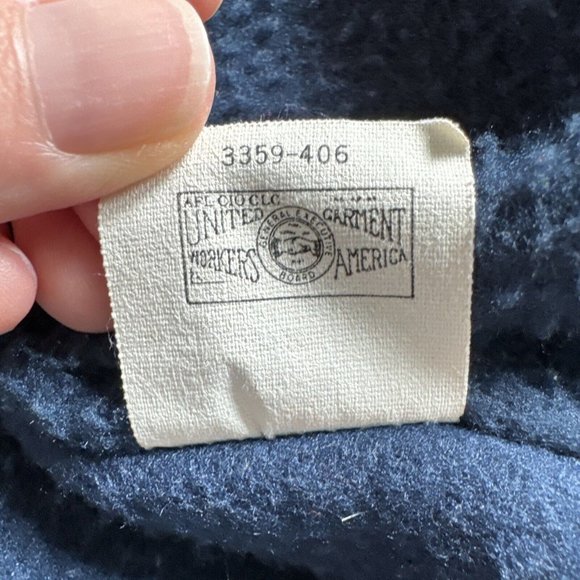 3359-406
AFL CIO CLC
UNITED GARMENT
WORKERS AMERICA
GENERAL EXECUTIVE
BOARD